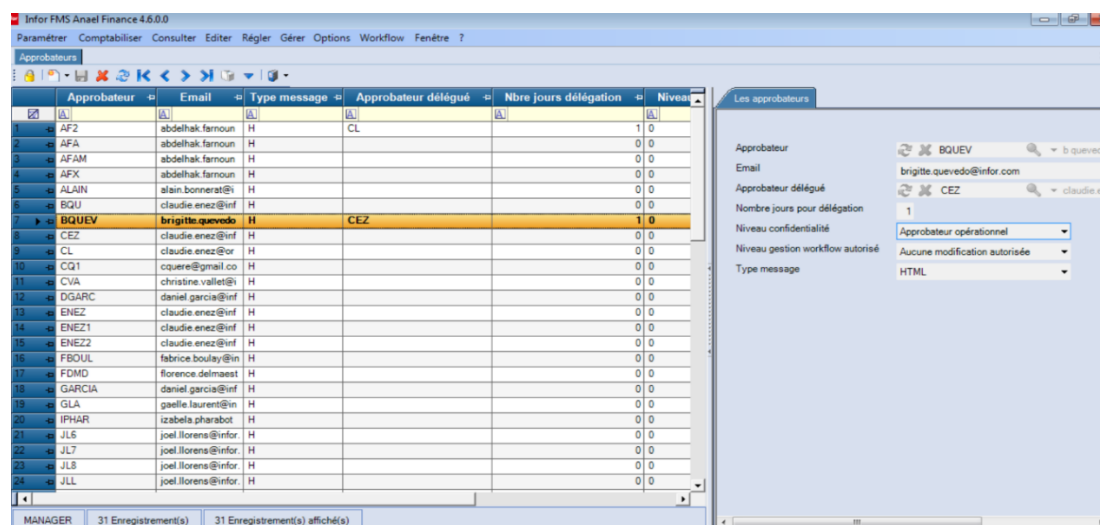 Infor FMS Anael Finance 4.6.0.0
Paramétrer Comptabiliser Consulter Editer Régler Gérer Options Workflow Fenêtre ?
Approbateurs
Approbateur Email Type message Approbateur délégué Nbre jours délégation Niveau
1 AF2 abdelhak.farnoun H CL 1 0
2 AFA abdelhak.farnoun H 0 0
3 AFAM abdelhak.farnoun H 0 0
4 AFX abdelhak.farnoun H 0 0
5 ALAIN alain.bonnerat@i H 0 0
6 BQU claudie.enez@inf H 0 0
7 BQUEV brigitte.quevedo H CEZ 1 0
8 CEZ claudie.enez@inf H 0 0
9 CL claudie.enez@or H 0 0
10 CQ1 cquere@gmail.co H 0 0
11 CVA christine.vallet@i H 0 0
12 DGARC daniel.garcia@inf H 0 0
13 ENEZ claudie.enez@inf H 0 0
14 ENEZ1 claudie.enez@inf H 0 0
15 ENEZ2 claudie.enez@inf H 0 0
16 FBOUL fabrice.boulay@in H 0 0
17 FDMD florence.delmaest H 0 0
18 GARCIA daniel.garcia@inf H 0 0
19 GLA gaelle.laurent@in H 0 0
20 IPHAR izabela.pharabot H 0 0
21 JL6 joel.llorens@infor. H 0 0
22 JL7 joel.llorens@infor. H 0 0
23 JL8 joel.llorens@infor. H 0 0
24 JLL joel.llorens@infor. H 0 0
MANAGER 31 Enregistrement(s) 31 Enregistrement(s) affiché(s)
Les approbateurs
Approbateur BQUEV b.queved
Email brigitte.quevedo@infor.com
Approbateur délégué CEZ claudie.e
Nombre jours pour délégation 1
Niveau confidentialité Approbateur opérationnel
Niveau gestion workflow autorisé Aucune modification autorisée
Type message HTML